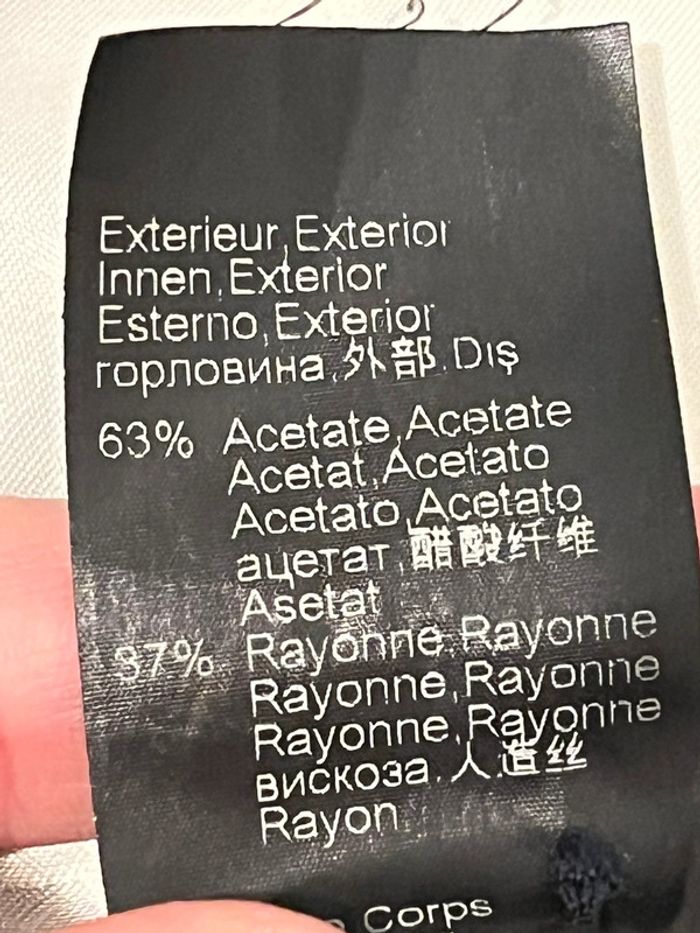 Exterieur,Exterior
Innen,Exterior
Esterno,Exterior
горловина,外部,Dış
63% Acetate,Acetate
Acetat,Acetato
Acetato,Acetato
ацетат,醋酸纤维
Asetat
37% Rayonne,Rayonne
Rayonne,Rayonne
Rayonne,Rayonne
вискоза,人造丝
Rayon
Corps